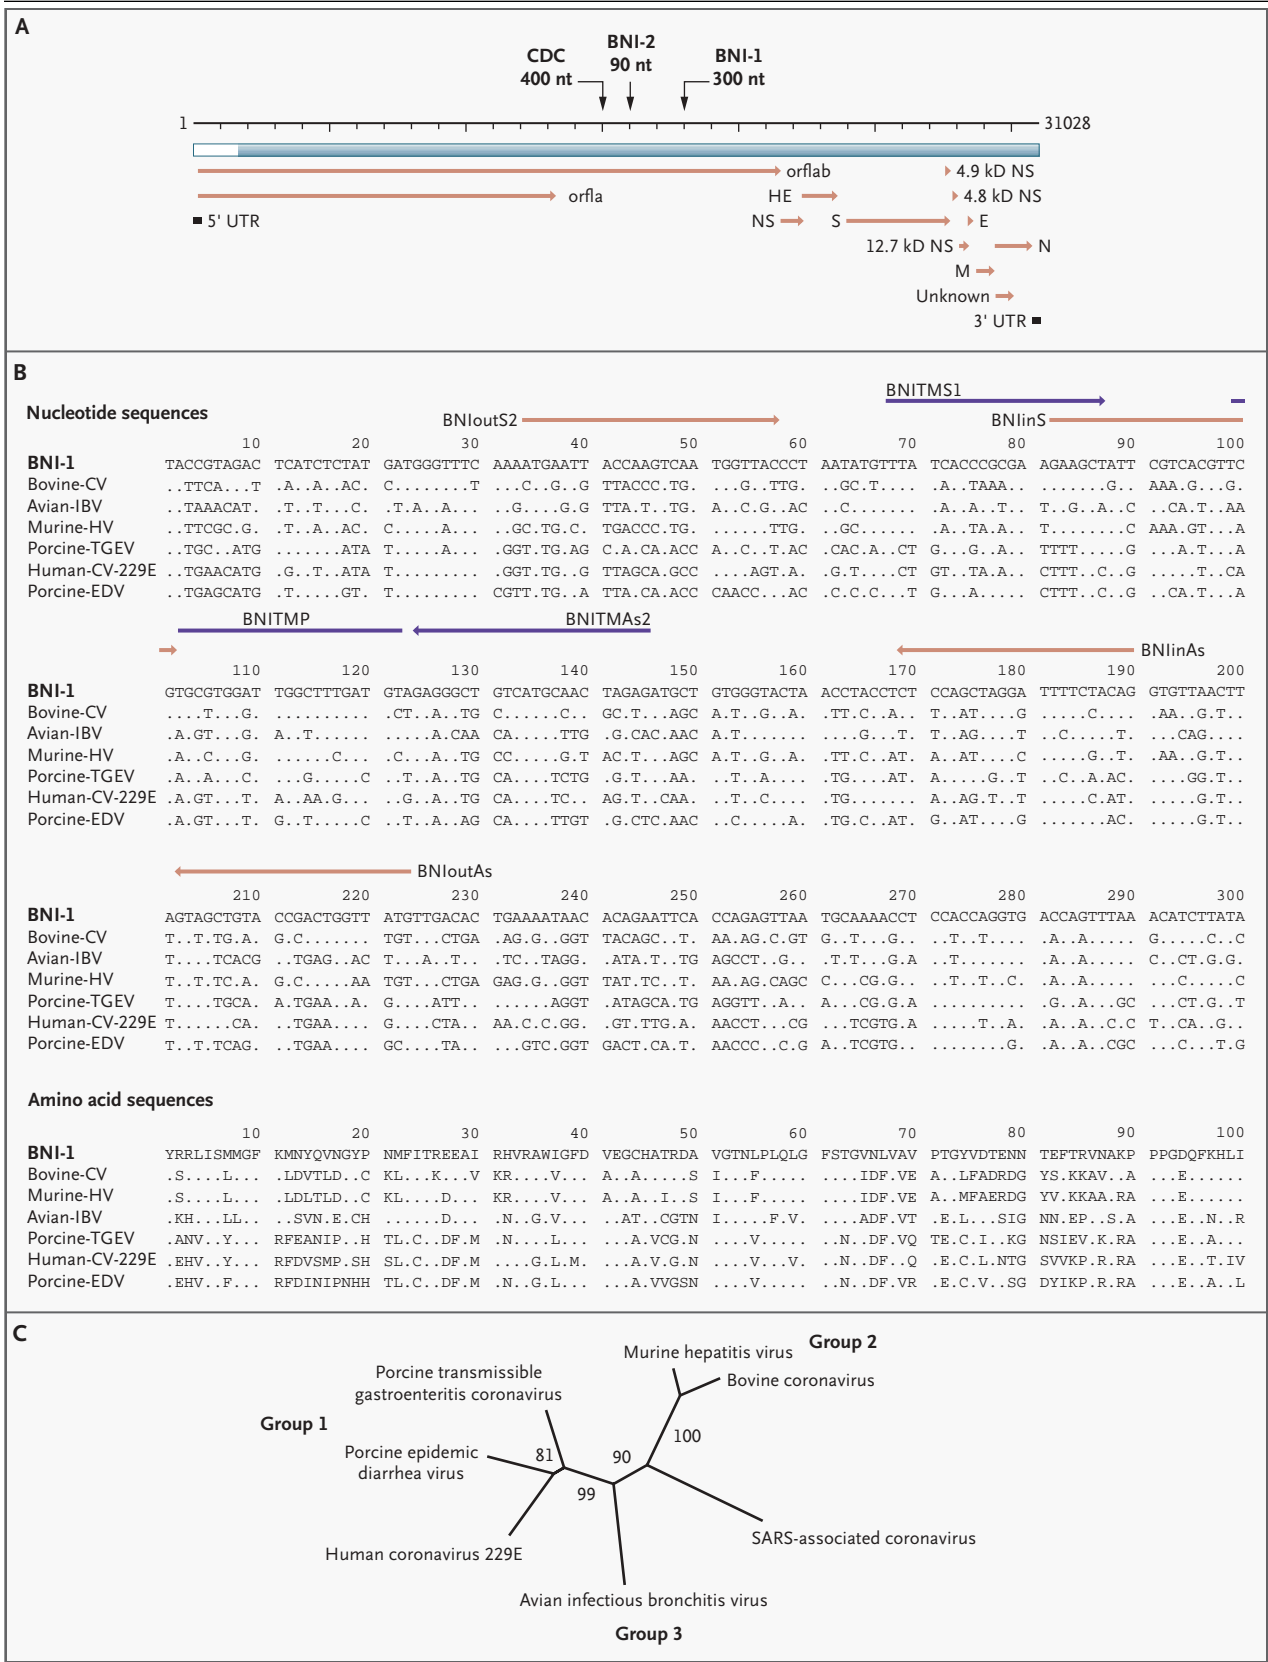 A
CDC
400 nt
BNI-2
90 nt
BNI-1
300 nt
1 31028
orflab 4.9 kD NS
orfla HE 4.8 kD NS
5' UTR NS S E
12.7 kD NS N
M
Unknown
3' UTR
B
BNITMS1
Nucleotide sequences BNIoutS2 BNIinS
10 20 30 40 50 60 70 80 90 100
BNI-1 TACCGTAGAC TCATCTCTAT GATGGGTTTC AAAATGAATT ACCAAGTCAA TGGTTACCCT AATATGTTTA TCACCCGCGA AGAAGCTATT CGTCACGTTC
Bovine-CV ..TTCA...T .A..A..AC. C........T ...C..G..G TTACCC.TG. ...G..TTG. ..GC.T.... .A..TAAA.. .......G.. AAA.G...G.
Avian-IBV ..TAAACAT. .T..T...C. .T.A...A.. ...G....G.G TTA.T..TG. .A...G..AC ..C....... .A..A..T.. T..G..A..C ..CA.T..AA
Murine-HV ..TTCGC.G. .T..A..AC. C......... ..GC.TG.C. TGACCC.TG. ......TTG ..GC...... .A..TA.A.. T........C AAA.GT...A
Porcine-TGEV ..TGC..ATG .......ATA T.....A... .GGT.TG.AG C.A.CA.ACC A..C..T.AC .CAC.A..CT G...G..A.. TTTT.....G ...A.T...A
Human-CV-229E ..TGAACATG .G..T..ATA T......... .GGT.TG..G TTAGCA.GCC ....AGT.A. .G.T....CT GT..TA.A.. CTTT..C..G .....T..CA
Porcine-EDV ..TGAGCATG .T.....GT. T......... CGTT.TG..A TTA.CA.ACC CAACC...AC .C.C.C...T G...A..... CTTT..C..G ..CA.T...A
BNITMP BNITMAs2
BNIinAs
110 120 130 140 150 160 170 180 190 200
BNI-1 GTGCGTGGAT TGGCTTTGAT GTAGAGGGCT GTCATGCAAC TAGAGATGCT GTGGGTACTA ACCTACCTCT CCAGCTAGGA TTTTCTACAG GTGTTAACTT
Bovine-CV ....T...G. .......... .CT..A..TG C......C.. GC.T...AGC A.T..G..A. .TT.C..A.. T..AT....G .....C.... .AA..G.T..
Avian-IBV .A.GT...G. A..T...... .....A.CAA C.....TTG .G.CAC.AAC A.T....... ......G..T. T..AG....T ..C.....T. ...CAG....
Murine-HV .A..C...G. .......C.. .C...A..TG CC.....G.T AC.T...AGC A.T..G..A. .TT.C..AT. A..AT....C ......G..T. .AA..G.T..
Porcine-TGEV .A..A...C. ...G.....C ..T..A..TG CA....TCTG .G.T...AA. ..T..A.... ..TG....AT. A.....G..T ..C..A.AC. ....GG.T..
Human-CV-229E .A.GT...T. A..AA.G... ...G..A..TG CA....TC.. AG.T..CAA. ..T..C.... ..TG...... A..AG.T..T .....C.AT. .....G.T..
Porcine-EDV .A.GT...T. G..T.....C ..T..A..AG CA....TTGT .G.CTC.AAC ..C.....A. .TG.C..AT. G..AT....G .......AC. .....G.T..
BNIoutAs
210 220 230 240 250 260 270 280 290 300
BNI-1 AGTAGCTGTA CCGACTGGTT ATGTTGACAC TGAAAATAAC ACAGAATTCA CCAGAGTTAA TGCAAAACCT CCACCAGGTG ACCAGTTTAA ACATCTTATA
Bovine-CV T..T.TG.A. G.C....... TGT...CTGA .AG.G..GGT TACAGC..T. AA.AG.C.GT G..T...G.. ..T..T.... .A..A..... G.....C..C
Avian-IBV T....TCACG ..TGAG..AC T...A..T.. ..TC..TAGG .ATA.T..TG AGCCT..G.. .T.T...G.A ..T....... .A..A..... C..CT.G.G.
Murine-HV T..T.TCA. G.C.....AA TGT...CTGA GAG.G..GGT TAT.TC..T. AA.AG.CAGC C...CG.G.. ..T..T..C. .A..A..... ...C.....C
Porcine-TGEV T....TGCA. A.TGAA..A. G....ATT.. ......AGGT .ATAGCA.TG AGGTT..A.. A...CG.G.A .......... .G..A...GC ...CT.G..T
Human-CV-229E T......CA. ..TGAA.... G....CTA.. AA.C.C.GG. .GT.TTG.A. AACCT...CG ...TCGTG.A .....T..A. .A..A..C.C T..CA..G..
Porcine-EDV T..T.TCAG. ..TGAA.... GC....TA.. ...GTC.GGT GACT.CA.T. AACCC..C.G A..TCGTG.. ........G. .A..A..CGC ...C...T.G
Amino acid sequences
10 20 30 40 50 60 70 80 90 100
BNI-1 YRRLISMMGF KMNYQVNGYP NMFITREEAI RHVRAWIGFD VEGCHATRDA VGTNLPLQLG FSTGVNLVAV PTGYVDTENN TEFTRVNAKP PPGDQFKHLI
Bovine-CV .S....L... .LDVTLD..C KL...K...V KR....V... A..A.....S I...F..... ....IDF.VE A..LFADRDG YS.KKAV..A ...E......
Murine-HV .S....L... .LDLTLD..C KL....D... KR....V... A..A..I..S I...F..... ....IDF.VE A..MFAERDG YV.KKAA.RA ...E......
Avian-IBV .KH...LL.. ..SVN.E.CH ......D... .N..G.V... ..AT..CGTN I.....F.V. ....ADF.VT .E.L...SIG NN.EP..S.A ...E..N..R
Porcine-TGEV .ANV..Y... RFEANIP..H TL.C..DF.M .N....L... ...A.VCG.N ....V..... ..N..DF.VQ TE.C.I..KG NSIEV.K.RA ...E..A...
Human-CV-229E .EHV..Y... RFDVSMP.SH SL.C..DF.M ...G.L.M. ...A.V.G.N ....V...V. ..N..DF..Q .E.C.L.NTG SVVKP.R.RA ...E..T.IV
Porcine-EDV .EHV..F... RFDINIPNHH TL.C..DF.M .N..G.L... ...A.VVGSN ....V..... ..N..DF.VR .E.C.V..SG DYIKP.R.RA ...E..A..L
C
Murine hepatitis virus Group 2
Porcine transmissible
gastroenteritis coronavirus
Bovine coronavirus
Group 1
100
Porcine epidemic
diarrhea virus
81 90
99
SARS-associated coronavirus
Human coronavirus 229E
Avian infectious bronchitis virus
Group 3